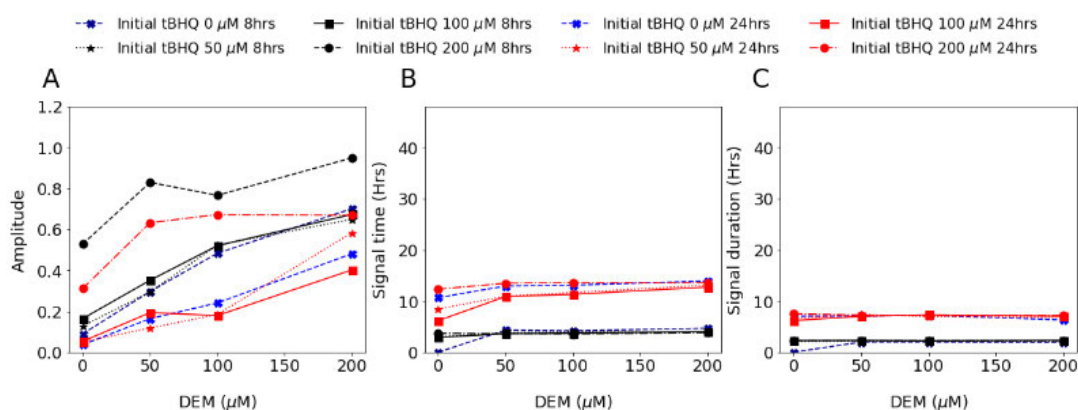 Initial tBHQ 0 μM 8hrs Initial tBHQ 100 μM 8hrs Initial tBHQ 0 μM 24hrs Initial tBHQ 100 μM 24hrs
Initial tBHQ 50 μM 8hrs Initial tBHQ 200 μM 8hrs Initial tBHQ 50 μM 24hrs Initial tBHQ 200 μM 24hrs
A
1.2
1.0
0.8
0.6
0.4
0.2
0.0
Amplitude
0 50 100 150 200
DEM (μM)
B
40
30
20
10
0
Signal time (Hrs)
0 50 100 150 200
DEM (μM)
C
40
30
20
10
0
Signal duration (Hrs)
0 50 100 150 200
DEM (μM)